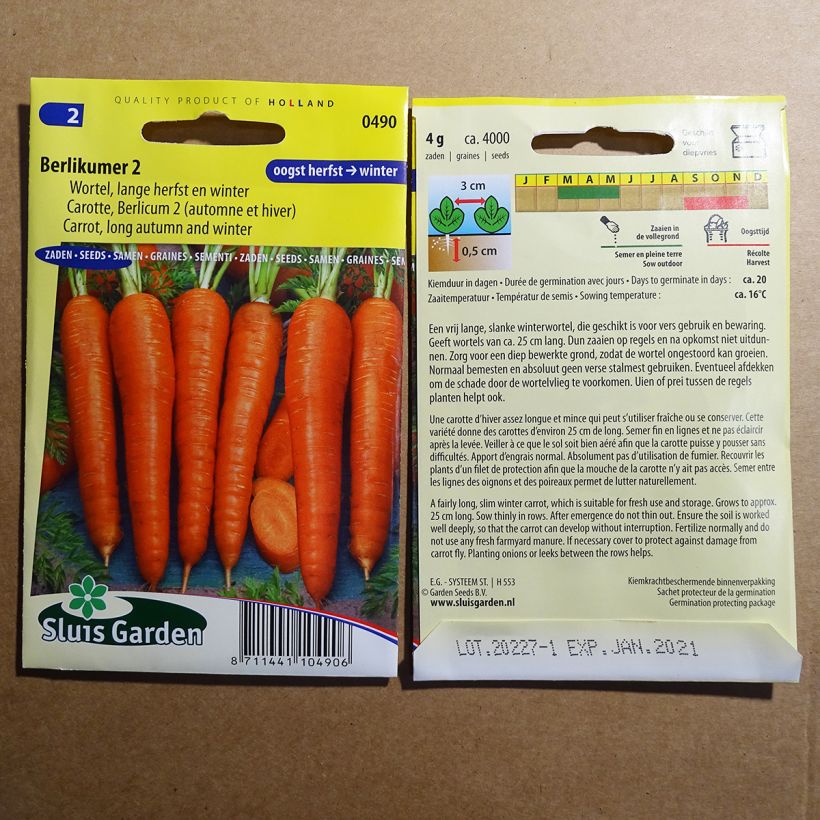 QUALITY PRODUCT OF HOLLAND
2
0490
Berlikumer 2
oogst herfst → winter
Wortel, lange herfst en winter
Carotte, Berlicum 2 (automne et hiver)
Carrot, long autumn and winter
ZADEN • SEEDS • SAMEN • GRAINES • SEMENTI • ZADEN • SEEDS • SAMEN • GRAINES • SEM
Sluis Garden
8 711441 104906
4 g ca. 4000
zaden | graines | seeds
Geschikt
voor
diepvries
J F M A M J J A S O N D
3 cm
0,5 cm
Zaaien in
de vollegrond
Semer en pleine terre
Sow outdoor
Oogsttijd
Récolte
Harvest
Kiemduur in dagen • Durée de germination avec jours • Days to germinate in days : ca. 20
Zaaitemperatuur • Températur de semis • Sowing temperature : ca. 16°C
Een vrij lange, slanke winterwortel, die geschikt is voor vers gebruik en bewaring.
Geeft wortels van ca. 25 cm lang. Dun zaaien op regels en na opkomst niet uitdun-
nen. Zorg voor een diep bewerkte grond, zodat de wortel ongestoord kan groeien.
Normaal bemesten en absoluut geen verse stalmest gebruiken. Eventueel afdekken
om de schade door de wortelvlieg te voorkomen. Uien of prei tussen de regels
planten helpt ook.
Une carotte d'hiver assez longue et mince qui peut s'utiliser fraîche ou se conserver. Cette
variété donne des carottes d'environ 25 cm de long. Semer fin en lignes et ne pas éclaircir
après la levée. Veiller à ce que le sol soit bien aéré afin que la carotte puisse y pousser sans
difficultés. Apport d'engrais normal. Absolument pas d'utilisation de fumier. Recouvrir les
plants d'un filet de protection afin que la mouche de la carotte n'y ait pas accès. Semer entre
les lignes des oignons et des poireaux permet de lutter naturellement.
A fairly long, slim winter carrot, which is suitable for fresh use and storage. Grows to approx.
25 cm long. Sow thinly in rows. After emergence do not thin out. Ensure the soil is worked
well deeply, so that the carrot can develop without interruption. Fertilize normally and do
not use any fresh farmyard manure. If necessary cover to protect against damage from
carrot fly. Planting onions or leeks between the rows helps.
E.G. - SYSTEEM ST. | H 553
© Garden Seeds B.V.
www.sluisgarden.nl
Kiemkrachtbeschermende binnenverpakking
Sachet protecteur de la germination
Germination protecting package
LOT.20227-1 EXP.JAN.2021